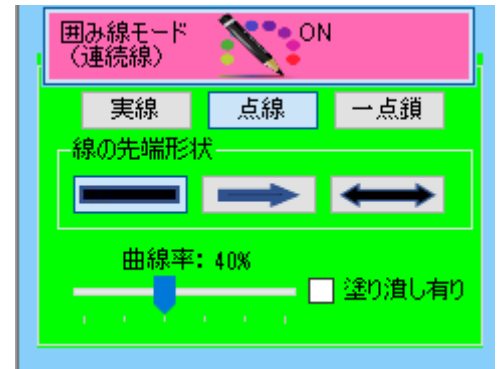 囲み線モード
（連続線）
ON
実線 点線 一点鎖
線の先端形状
曲線率: 40%
塗り潰し有り